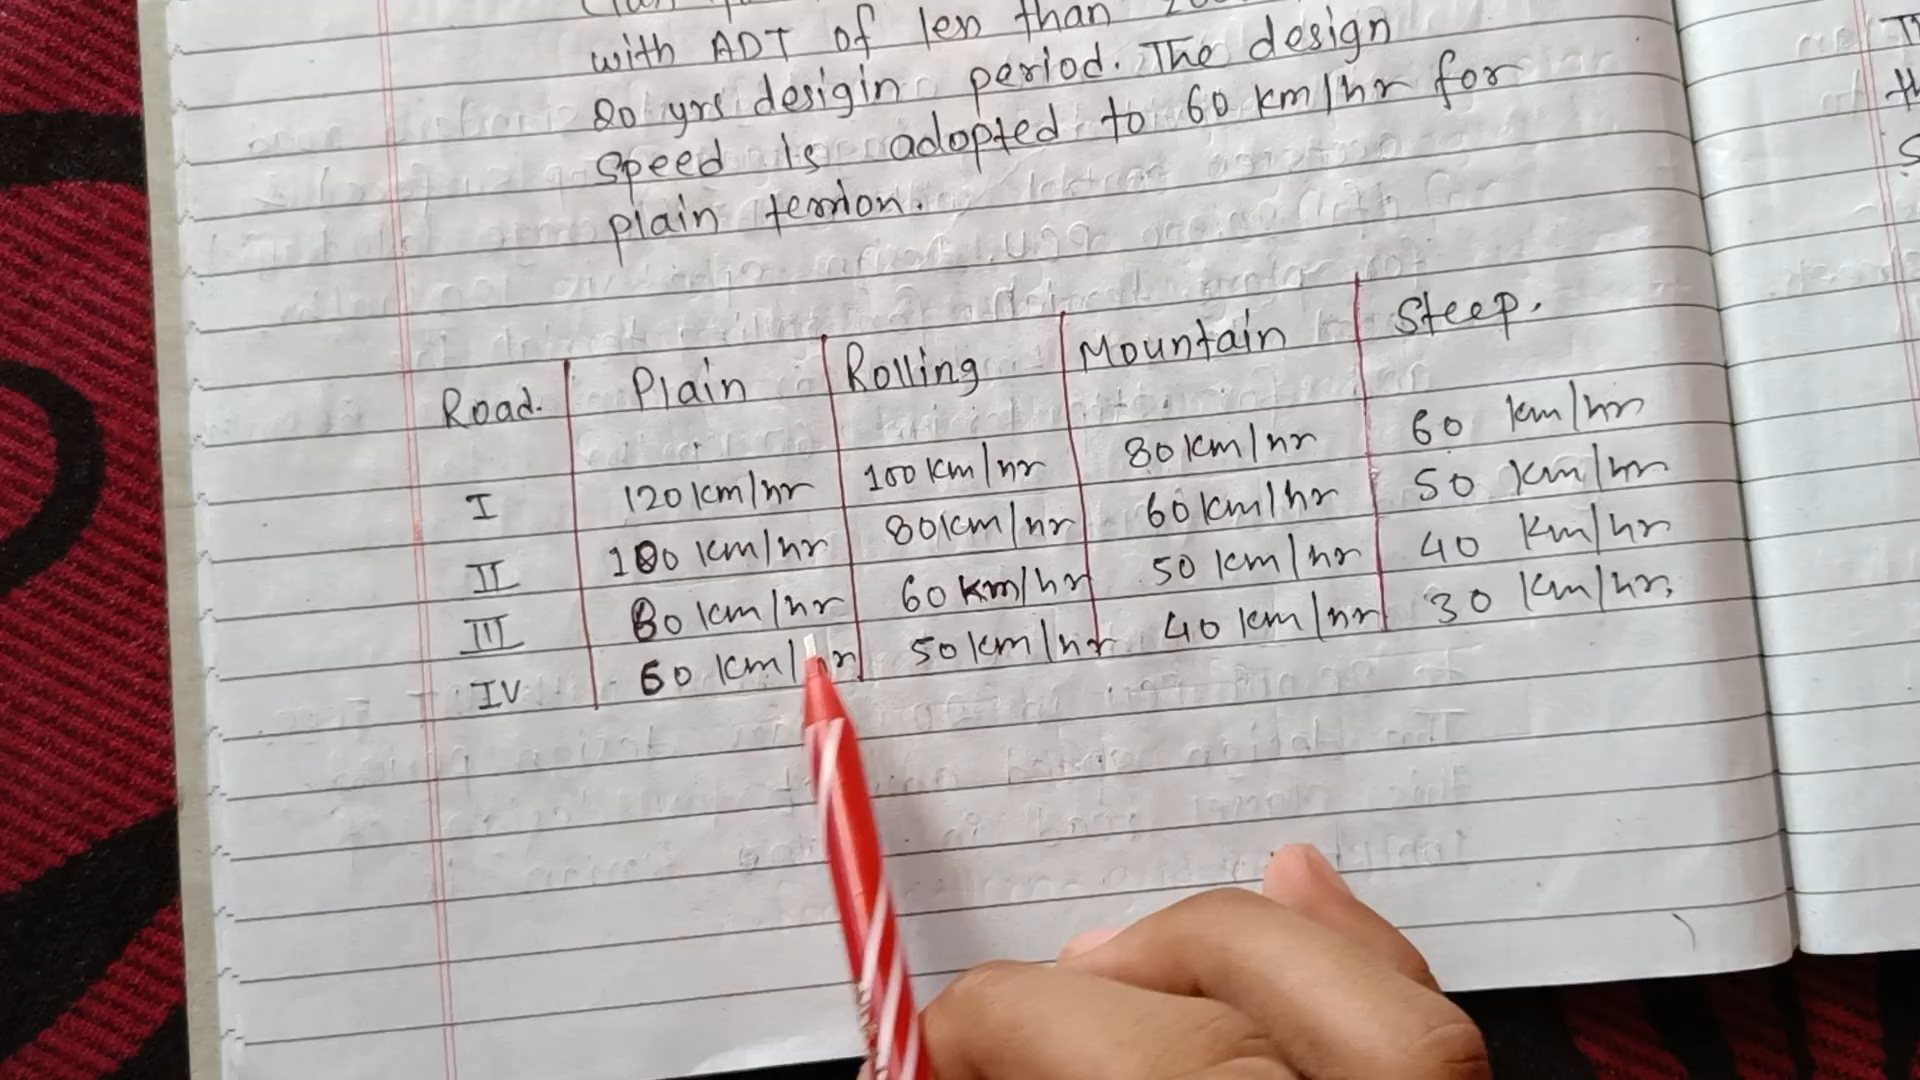 with ADT of len than
20 yrs desigin period. The design
speed is adopted to 60 km/hr for
plain terrion.
Road. Plain Rolling Mountain Steep.
I 120 km/hr 100 km/hr 80 km/hr 60 km/hr
II 100 km/hr 80 km/hr 60 km/hr 50 km/hr
III 80 km/hr 60 km/hr 50 km/hr 40 km/hr
IV 60 km/hr 50 km/hr 40 km/hr 30 km/hr.